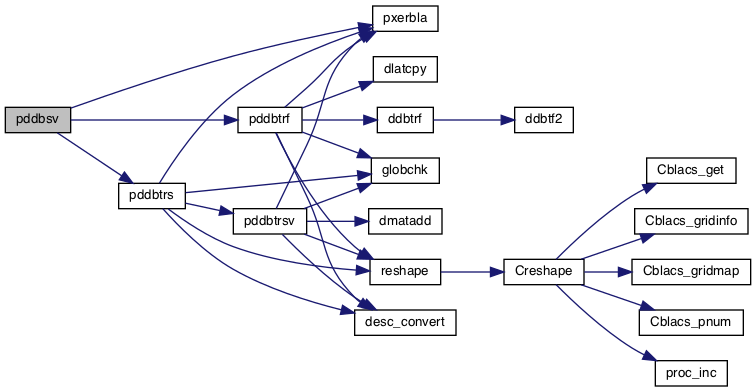 pxerbla
dlatcpy
pddbsv
pddbtrf
ddbtrf
ddbtf2
globchk
Cblacs_get
pddbtrs
pddbtrsv
dmatadd
Cblacs_gridinfo
reshape
Creshape
Cblacs_gridmap
desc_convert
Cblacs_pnum
proc_inc